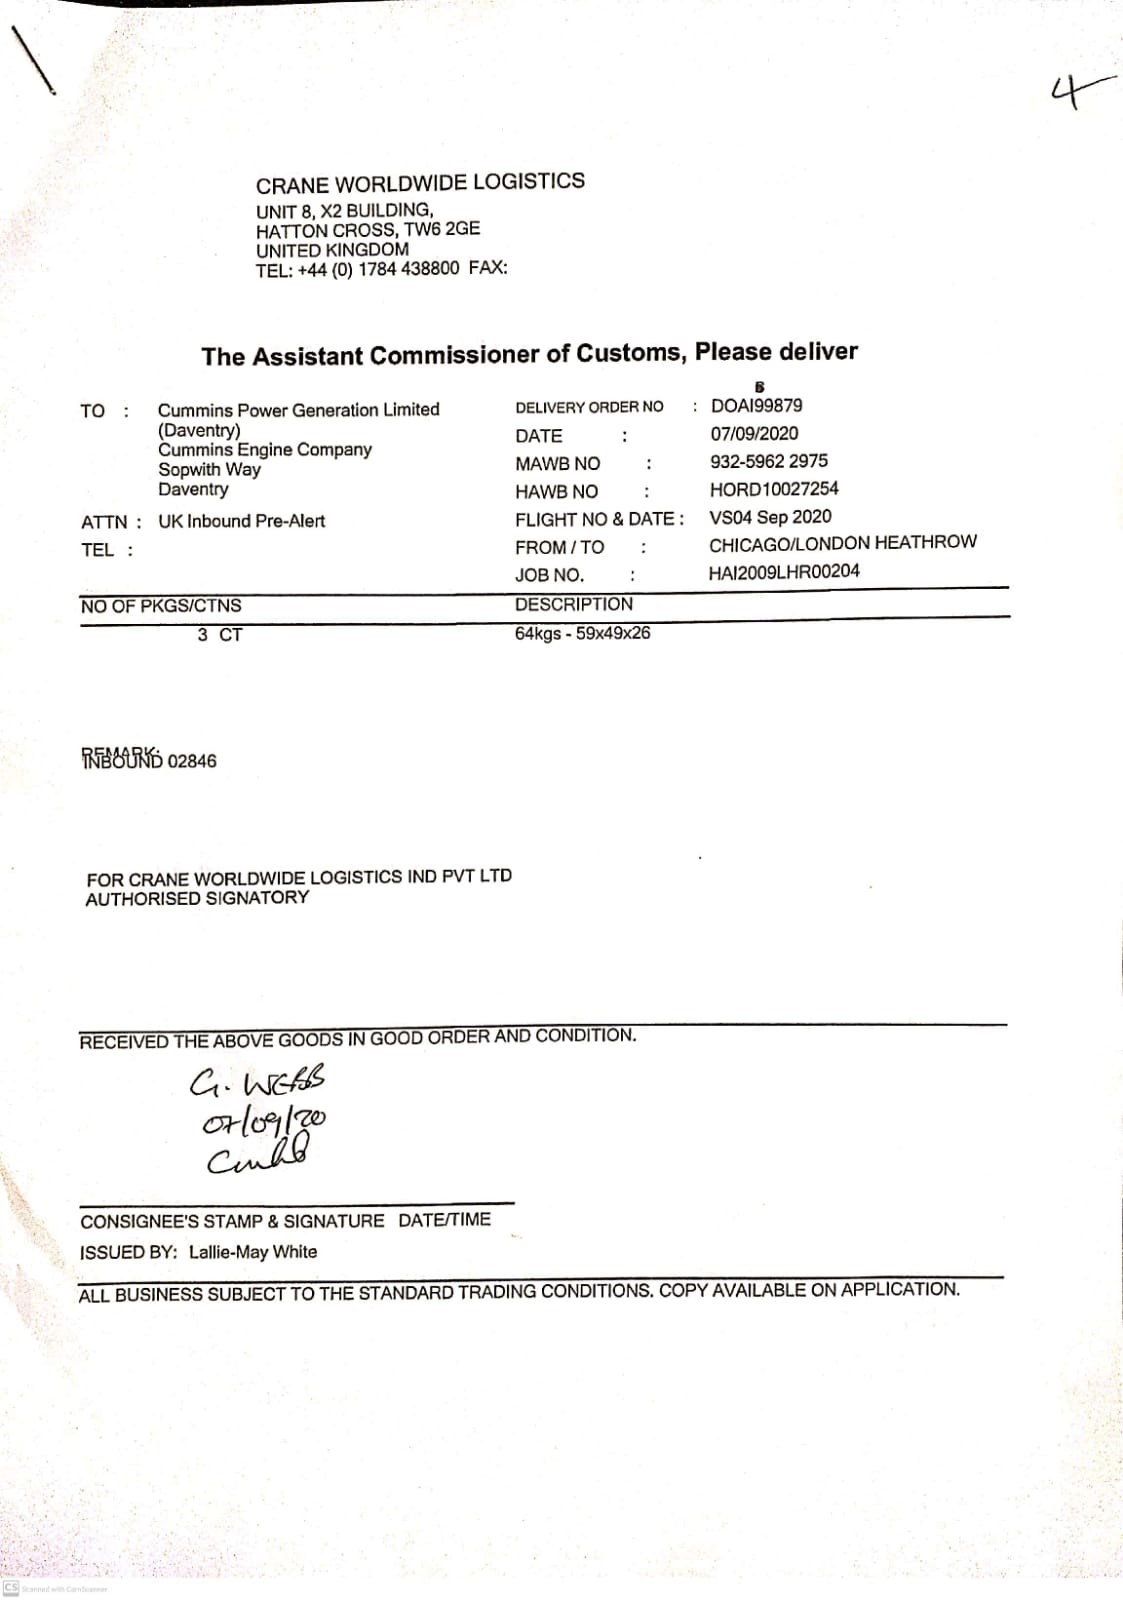 4
CRANE WORLDWIDE LOGISTICS
UNIT 8, X2 BUILDING,
HATTON CROSS, TW6 2GE
UNITED KINGDOM
TEL: +44 (0) 1784 438800 FAX:
The Assistant Commissioner of Customs, Please deliver
TO : Cummins Power Generation Limited
(Daventry)
Cummins Engine Company
Sopwith Way
Daventry
ATTN : UK Inbound Pre-Alert
TEL :
DELIVERY ORDER NO : DOAI99879
DATE : 07/09/2020
MAWB NO : 932-5962 2975
HAWB NO : HORD10027254
FLIGHT NO & DATE : VS04 Sep 2020
FROM / TO : CHICAGO/LONDON HEATHROW
JOB NO. : HAI2009LHR00204
NO OF PKGS/CTNS DESCRIPTION
3 CT 64kgs - 59x49x26
REMARK:
INBOUND 02846
FOR CRANE WORLDWIDE LOGISTICS IND PVT LTD
AUTHORISED SIGNATORY
RECEIVED THE ABOVE GOODS IN GOOD ORDER AND CONDITION.
G. WEBB
07/09/20
CONSIGNEE'S STAMP & SIGNATURE DATE/TIME
ISSUED BY: Lallie-May White
ALL BUSINESS SUBJECT TO THE STANDARD TRADING CONDITIONS. COPY AVAILABLE ON APPLICATION.
CS Scanned with CamScanner